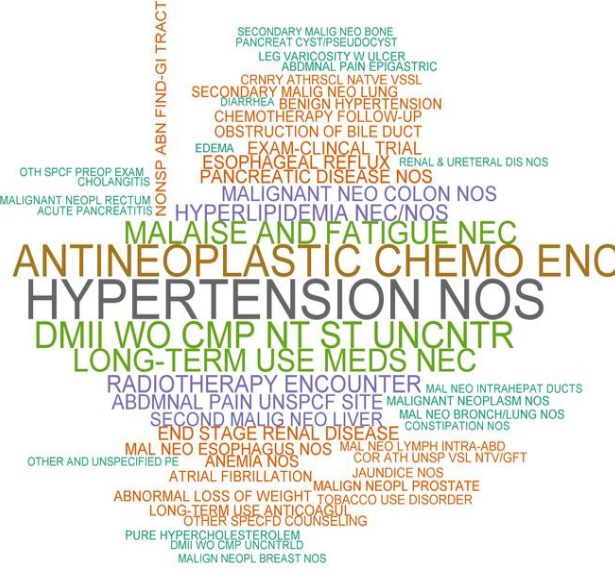 SECONDARY MALIG NEO BONE
PANCREAT CYST/PSEUDOCYST
LEG VARICOSITY W ULCER
ABDMNAL PAIN EPIGASTRIC
CRNRY ATHRSCL NATVE VSSL
SECONDARY MALIG NEO LUNG
DIARRHEA
BENIGN HYPERTENSION
CHEMOTHERAPY FOLLOW-UP
OBSTRUCTION OF BILE DUCT
NONSP ABN FIND-GI TRACT
EDEMA
EXAM-CLINCAL TRIAL
ESOPHAGEAL REFLUX
RENAL & URETERAL DIS NOS
OTH SPCF PREOP EXAM
PANCREATIC DISEASE NOS
CHOLANGITIS
MALIGNANT NEO COLON NOS
MALIGNANT NEOPL RECTUM
ACUTE PANCREATITIS
HYPERLIPIDEMIA NEC/NOS
MALAISE AND FATIGUE NEC
ANTINEOPLASTIC CHEMO ENC
HYPERTENSION NOS
DMII WO CMP NT ST UNCNTR
LONG-TERM USE MEDS NEC
RADIOTHERAPY ENCOUNTER
MAL NEO INTRAHEPAT DUCTS
ABDMNAL PAIN UNSPCF SITE
MALIGNANT NEOPLASM NOS
SECOND MALIG NEO LIVER
MAL NEO BRONCH/LUNG NOS
CONSTIPATION NOS
END STAGE RENAL DISEASE
MAL NEO ESOPHAGUS NOS
MAL NEO LYMPH INTRA-ABD
COR ATH UNSP VSL NTV/GFT
OTHER AND UNSPECIFIED PE
ANEMIA NOS
JAUNDICE NOS
ATRIAL FIBRILLATION
MALIGN NEOPL PROSTATE
ABNORMAL LOSS OF WEIGHT
TOBACCO USE DISORDER
LONG-TERM USE ANTICOAGUL
OTHER SPECFD COUNSELING
PURE HYPERCHOLESTEROLEM
DMII WO CMP UNCNTRLD
MALIGN NEOPL BREAST NOS